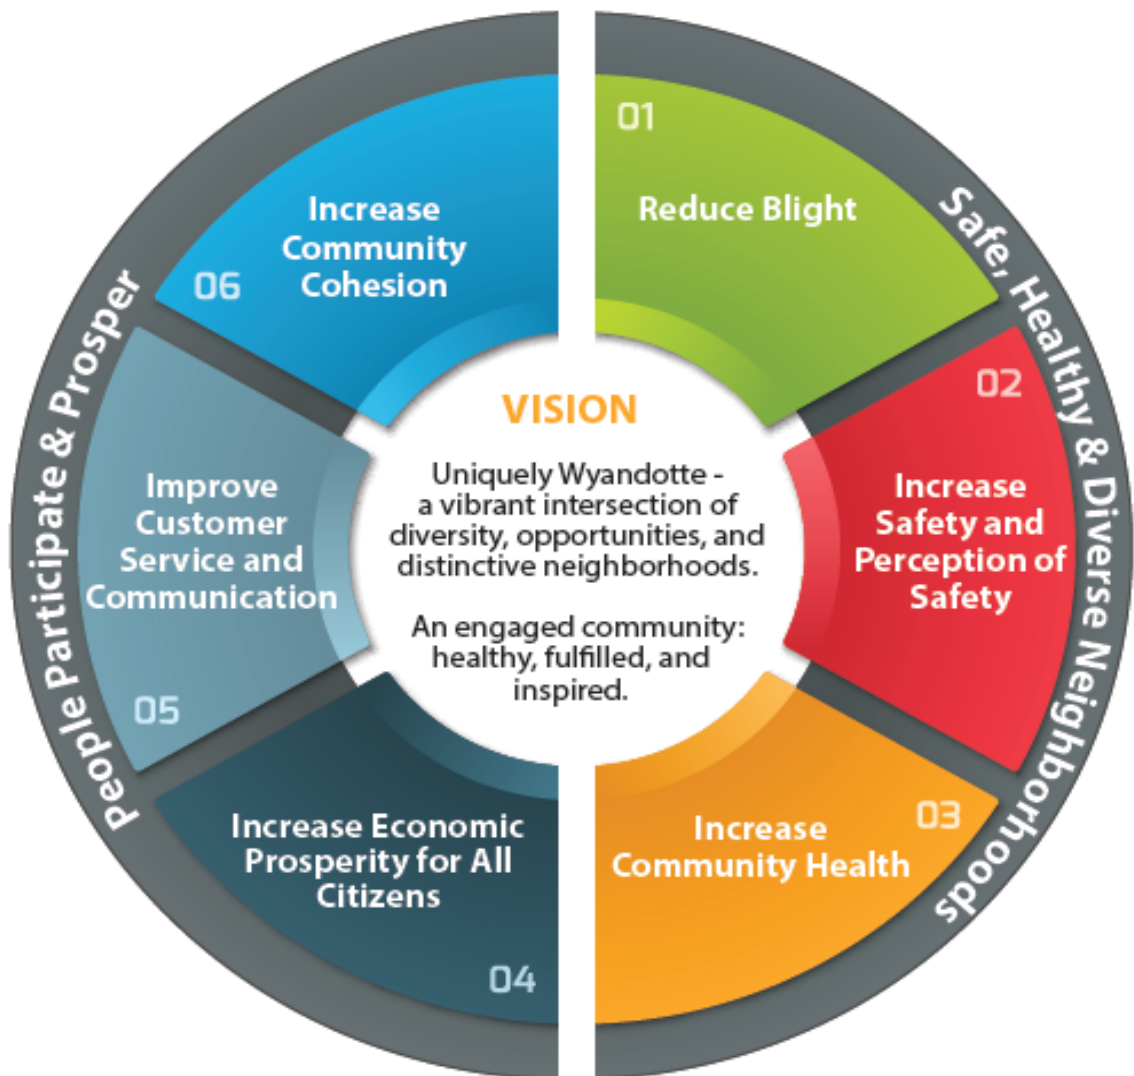 01
Reduce Blight
02
Increase
Safety and
Perception of
Safety
03
Increase
Community Health
04
Increase Economic
Prosperity for All
Citizens
05
Improve
Customer
Service and
Communication
06
Increase
Community
Cohesion
Safe, Healthy & Diverse Neighborhoods
People Participate & Prosper
VISION
Uniquely Wyandotte -
a vibrant intersection of
diversity, opportunities, and
distinctive neighborhoods.
An engaged community:
healthy, fulfilled, and
inspired.